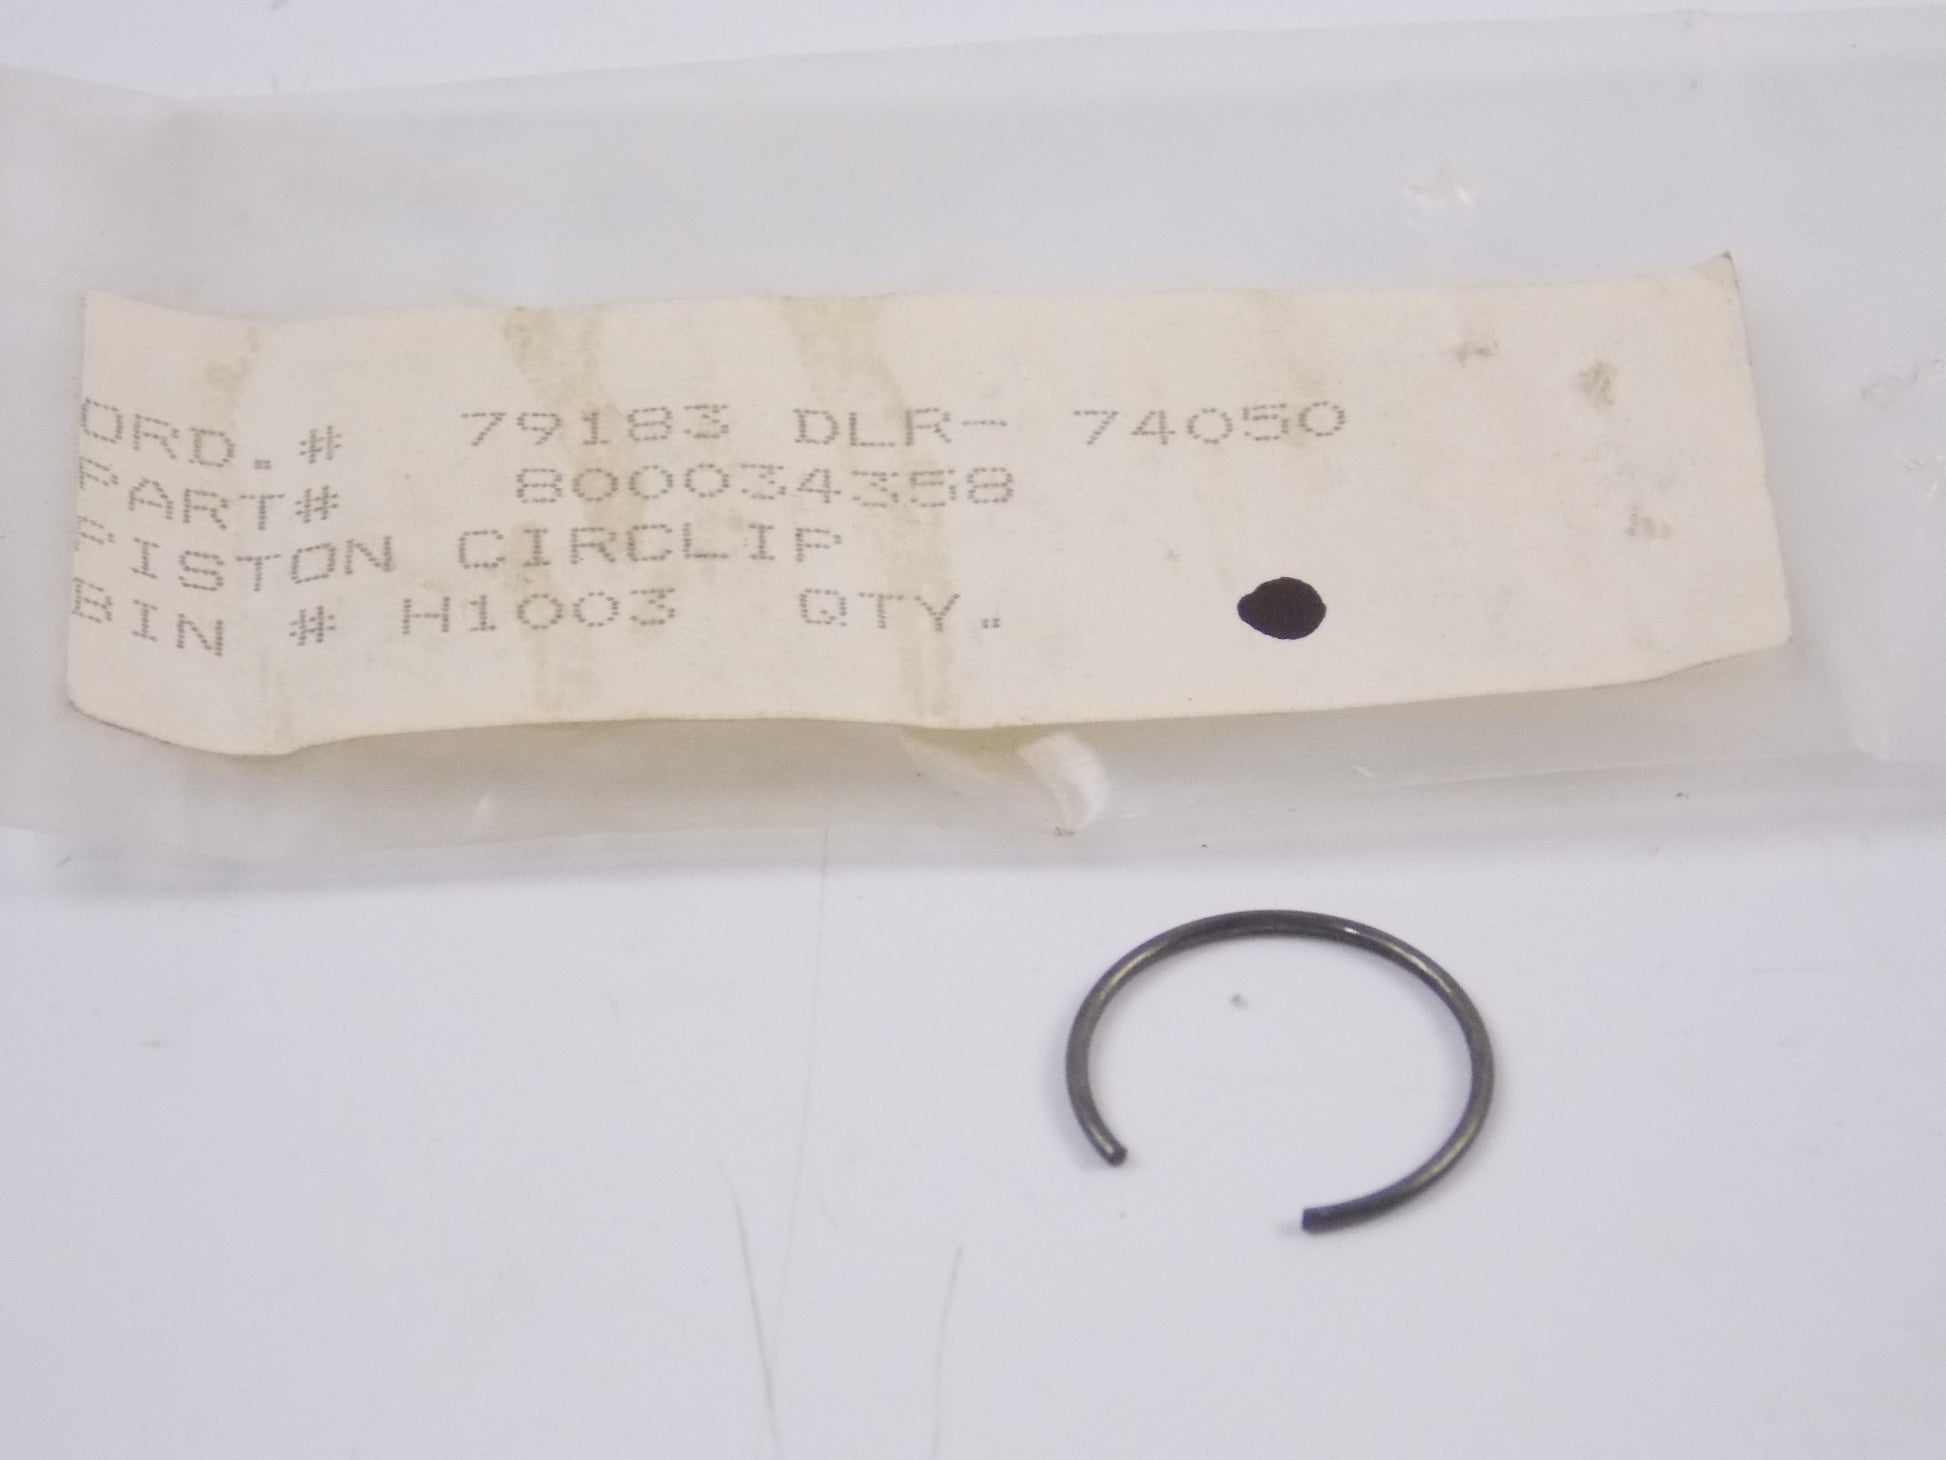 ORD.# 79183 DLR- 74050
PART# 800034358
PISTON CIRCLIP
BIN # H1003 QTY.